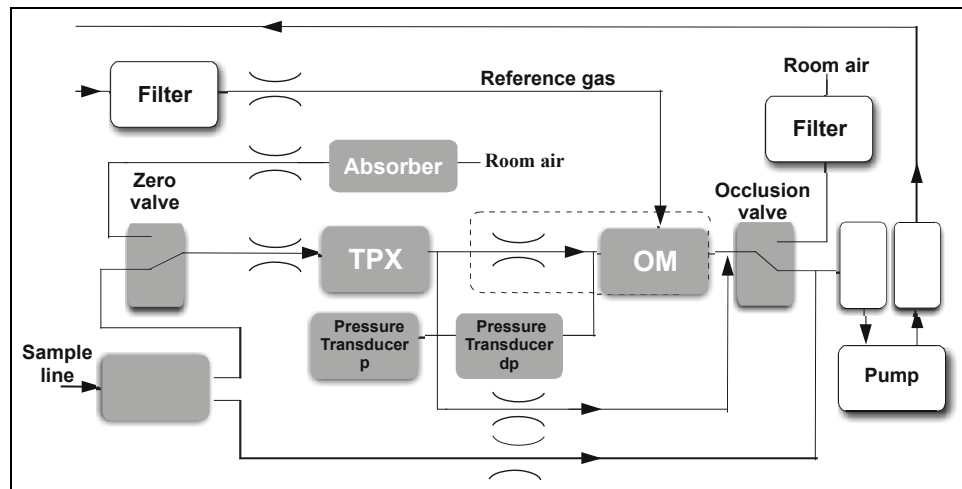 Room air
Filter
Reference gas
Filter
Absorber
Room air
Zero
valve
Occlusion
valve
TPX
OM
Pressure
Transducer
p
Pressure
Transducer
dp
Sample
line
Pump